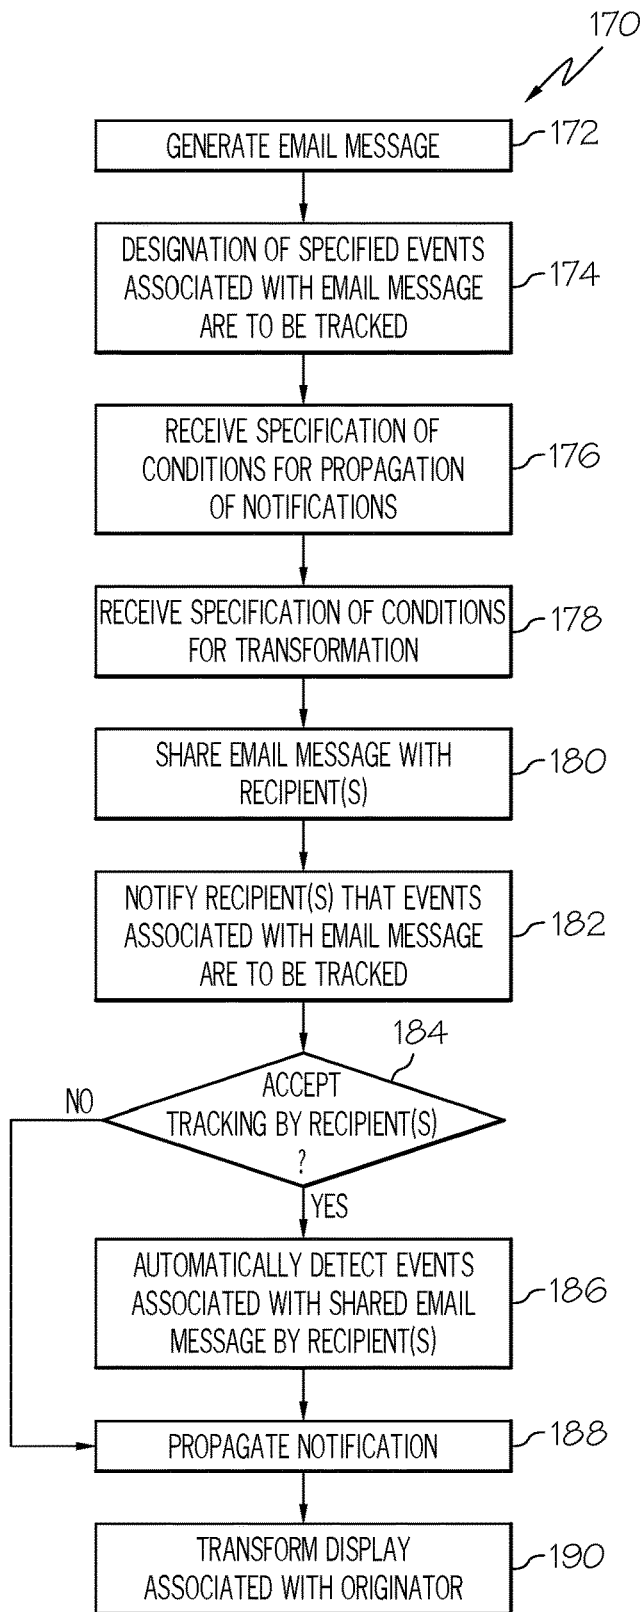 170
GENERATE EMAIL MESSAGE
172
DESIGNATION OF SPECIFIED EVENTS
ASSOCIATED WITH EMAIL MESSAGE
ARE TO BE TRACKED
174
RECEIVE SPECIFICATION OF
CONDITIONS FOR PROPAGATION
OF NOTIFICATIONS
176
RECEIVE SPECIFICATION OF CONDITIONS
FOR TRANSFORMATION
178
SHARE EMAIL MESSAGE WITH
RECIPIENT(S)
180
NOTIFY RECIPIENT(S) THAT EVENTS
ASSOCIATED WITH EMAIL MESSAGE
ARE TO BE TRACKED
182
184
ACCEPT
TRACKING BY RECIPIENT(S)
?
NO
YES
AUTOMATICALLY DETECT EVENTS
ASSOCIATED WITH SHARED EMAIL
MESSAGE BY RECIPIENT(S)
186
PROPAGATE NOTIFICATION
188
TRANSFORM DISPLAY
ASSOCIATED WITH ORIGINATOR
190